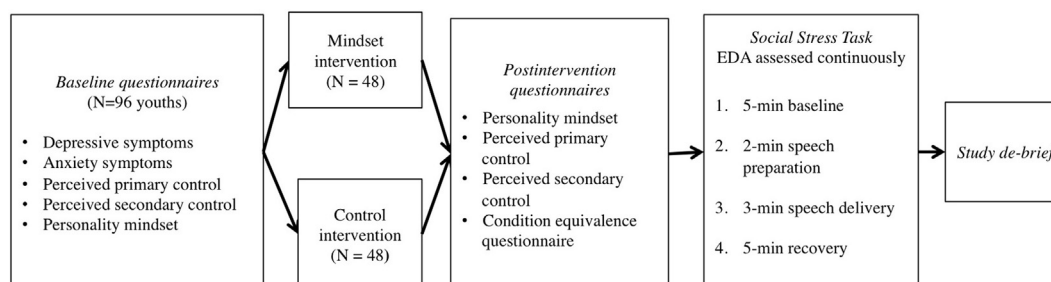 Baseline questionnaires
(N=96 youths)
• Depressive symptoms
• Anxiety symptoms
• Perceived primary control
• Perceived secondary control
• Personality mindset
Mindset
intervention
(N = 48)
Control
intervention
(N = 48)
Postintervention
questionnaires
• Personality mindset
• Perceived primary
control
• Perceived secondary
control
• Condition equivalence
questionnaire
Social Stress Task
EDA assessed continuously
1. 5-min baseline
2. 2-min speech
preparation
3. 3-min speech delivery
4. 5-min recovery
Study de-brief